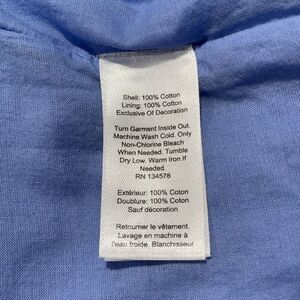 Shell: 100% Cotton
Lining: 100% Cotton
Exclusive Of Decoration
Turn Garment Inside Out.
Machine Wash Cold. Only
Non-Chlorine Bleach
When Needed. Tumble
Dry Low. Warm Iron If
Needed.
RN 134578
Extérieur: 100% Coton
Doublure: 100% Coton
Sauf décoration
Retourner le vêtement.
Lavage en machine à
l'eau froide. Blanchisseur